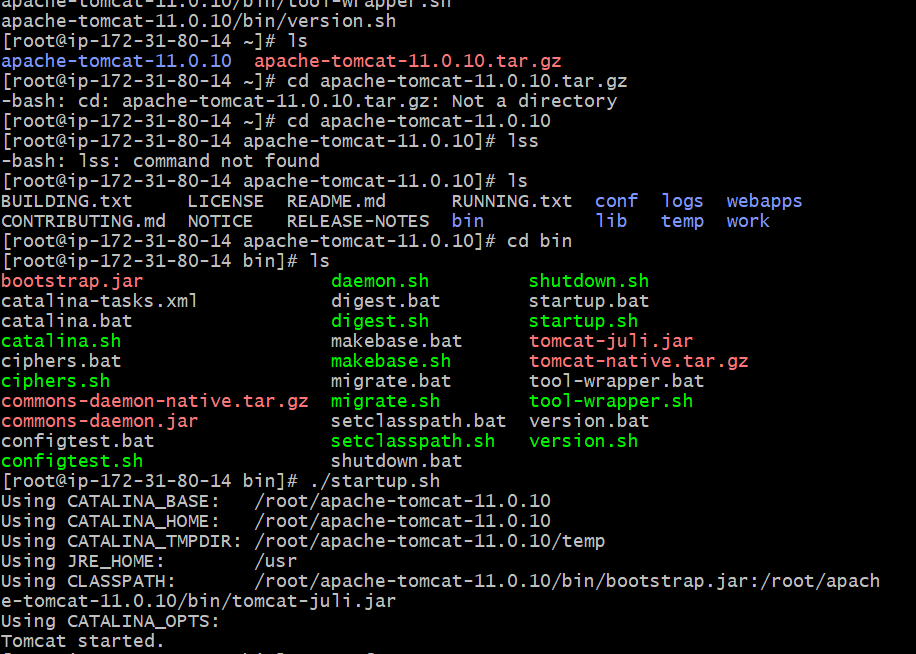 apache-tomcat-11.0.10/bin/tool-wrapper.sh
apache-tomcat-11.0.10/bin/version.sh
[root@ip-172-31-80-14 ~]# ls
apache-tomcat-11.0.10  apache-tomcat-11.0.10.tar.gz
[root@ip-172-31-80-14 ~]# cd apache-tomcat-11.0.10.tar.gz
-bash: cd: apache-tomcat-11.0.10.tar.gz: Not a directory
[root@ip-172-31-80-14 ~]# cd apache-tomcat-11.0.10
[root@ip-172-31-80-14 apache-tomcat-11.0.10]# lss
-bash: lss: command not found
[root@ip-172-31-80-14 apache-tomcat-11.0.10]# ls
BUILDING.txt     LICENSE  README.md      RUNNING.txt  conf  logs  webapps
CONTRIBUTING.md  NOTICE   RELEASE-NOTES  bin          lib   temp  work
[root@ip-172-31-80-14 apache-tomcat-11.0.10]# cd bin
[root@ip-172-31-80-14 bin]# ls
bootstrap.jar                 daemon.sh         shutdown.sh
catalina-tasks.xml            digest.bat        startup.bat
catalina.bat                  digest.sh         startup.sh
catalina.sh                   makebase.bat      tomcat-juli.jar
ciphers.bat                   makebase.sh       tomcat-native.tar.gz
ciphers.sh                    migrate.bat       tool-wrapper.bat
commons-daemon-native.tar.gz  migrate.sh        tool-wrapper.sh
commons-daemon.jar            setclasspath.bat  version.bat
configtest.bat                setclasspath.sh   version.sh
configtest.sh                 shutdown.bat
[root@ip-172-31-80-14 bin]# ./startup.sh
Using CATALINA_BASE:   /root/apache-tomcat-11.0.10
Using CATALINA_HOME:   /root/apache-tomcat-11.0.10
Using CATALINA_TMPDIR: /root/apache-tomcat-11.0.10/temp
Using JRE_HOME:        /usr
Using CLASSPATH:       /root/apache-tomcat-11.0.10/bin/bootstrap.jar:/root/apach
e-tomcat-11.0.10/bin/tomcat-juli.jar
Using CATALINA_OPTS:
Tomcat started.